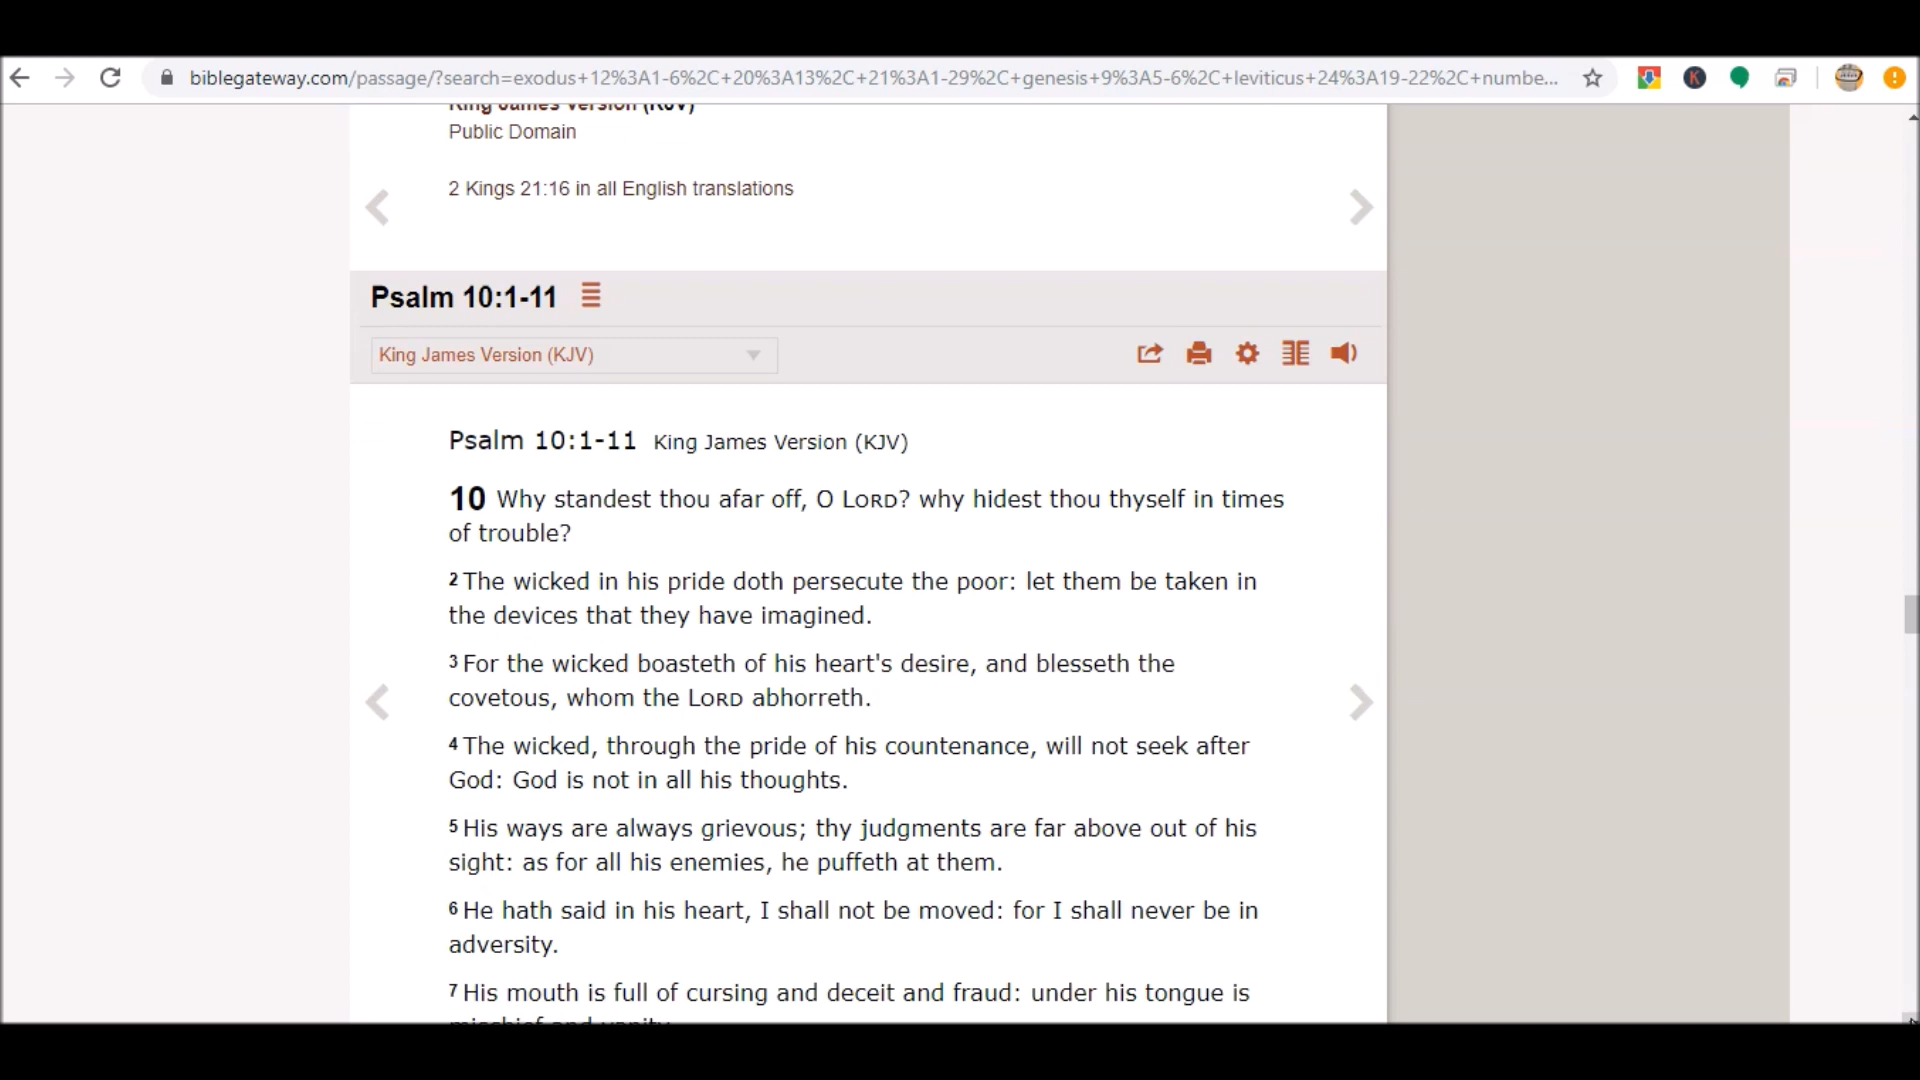 biblegateway.com/passage/?search=exodus+12%3A1-6%2C+20%3A13%2C+21%3A1-29%2C+genesis+9%3A5-6%2C+leviticus+24%3A19-22%2C+numbe...
King James Version (KJV)
Public Domain
2 Kings 21:16 in all English translations
Psalm 10:1-11
King James Version (KJV)
Psalm 10:1-11 King James Version (KJV)
10 Why standest thou afar off, O LORD? why hidest thou thyself in times
of trouble?
2 The wicked in his pride doth persecute the poor: let them be taken in
the devices that they have imagined.
3 For the wicked boasteth of his heart's desire, and blesseth the
covetous, whom the LORD abhorreth.
4 The wicked, through the pride of his countenance, will not seek after
God: God is not in all his thoughts.
5 His ways are always grievous; thy judgments are far above out of his
sight: as for all his enemies, he puffeth at them.
6 He hath said in his heart, I shall not be moved: for I shall never be in
adversity.
7 His mouth is full of cursing and deceit and fraud: under his tongue is
mischief and vanity.